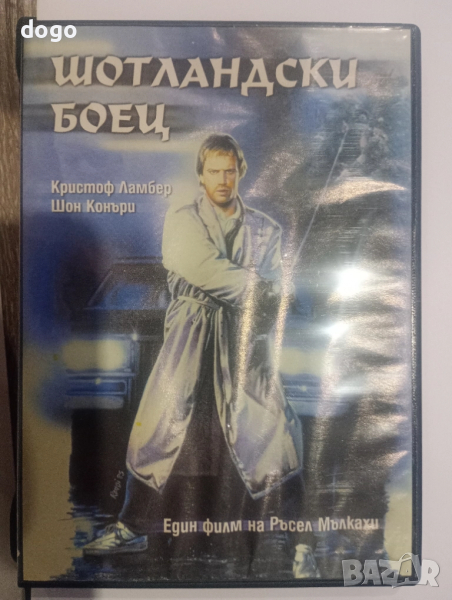 dogo
ШОТЛАНДСКИ
БОЕЦ
Кристоф Ламбер
Шон Конъри
Един филм на Ръсел Мълкахи
BAZAR